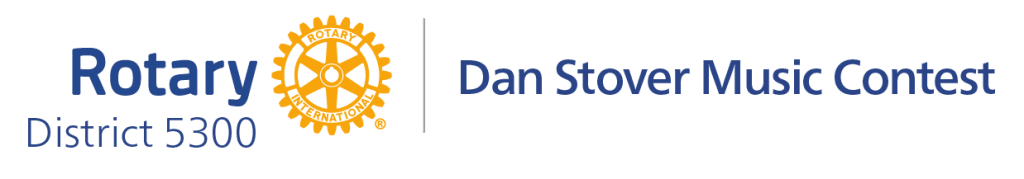 Rotary
District 5300
ROTARY
INTERNATIONAL
®
Dan Stover Music Contest